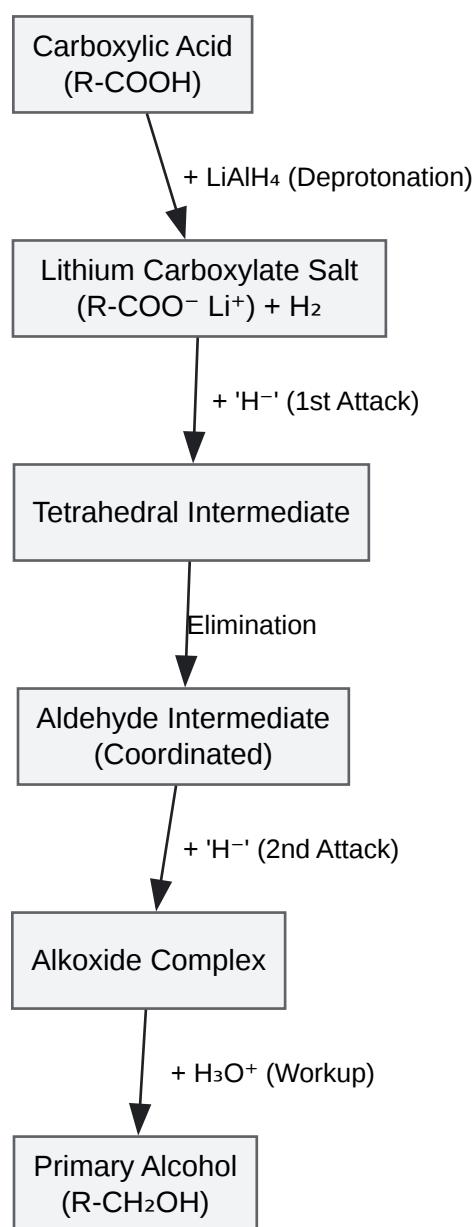 Carboxylic Acid
(R-COOH)
+ LiAlH₄ (Deprotonation)
Lithium Carboxylate Salt
(R-COO⁻ Li⁺) + H₂
+ 'H⁻' (1st Attack)
Tetrahedral Intermediate
Elimination
Aldehyde Intermediate
(Coordinated)
+ 'H⁻' (2nd Attack)
Alkoxide Complex
+ H₃O⁺ (Workup)
Primary Alcohol
(R-CH₂OH)